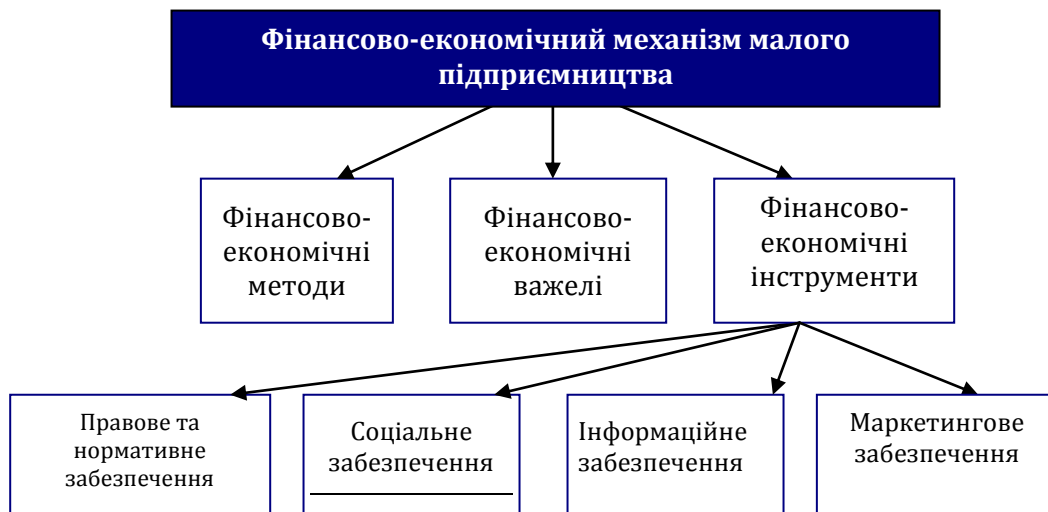 Фінансово-економічний механізм малого
підприємництва
Фінансово-
економічні
методи
Фінансово-
економічні
важелі
Фінансово-
економічні
інструменти
Правове та
нормативне
забезпечення
Соціальне
забезпечення
Інформаційне
забезпечення
Маркетингове
забезпечення